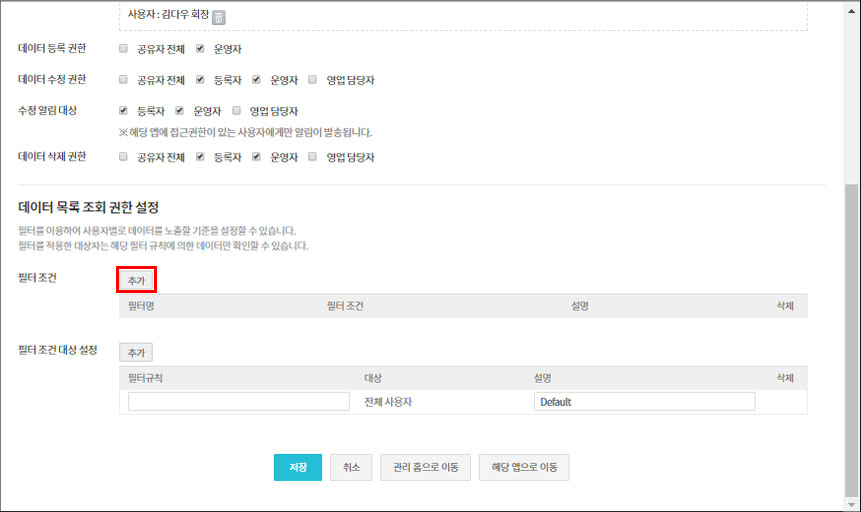 사용자 : 김다우 회장
데이터 등록 권한 공유자 전체 운영자
데이터 수정 권한 공유자 전체 등록자 운영자 영업 담당자
수정 알림 대상 등록자 운영자 영업 담당자
※ 해당 앱에 접근권한이 있는 사용자에게만 알림이 발송됩니다.
데이터 삭제 권한 공유자 전체 등록자 운영자 영업 담당자
데이터 목록 조회 권한 설정
필터를 이용하여 사용자별로 데이터를 노출할 기준을 설정할 수 있습니다.
필터를 적용한 대상자는 해당 필터 규칙에 의한 데이터만 확인할 수 있습니다.
필터 조건 추가
필터명 필터 조건 설명 삭제
필터 조건 대상 설정 추가
필터규칙 대상 설명 삭제
전체 사용자 Default
저장 취소 관리 홈으로 이동 해당 앱으로 이동